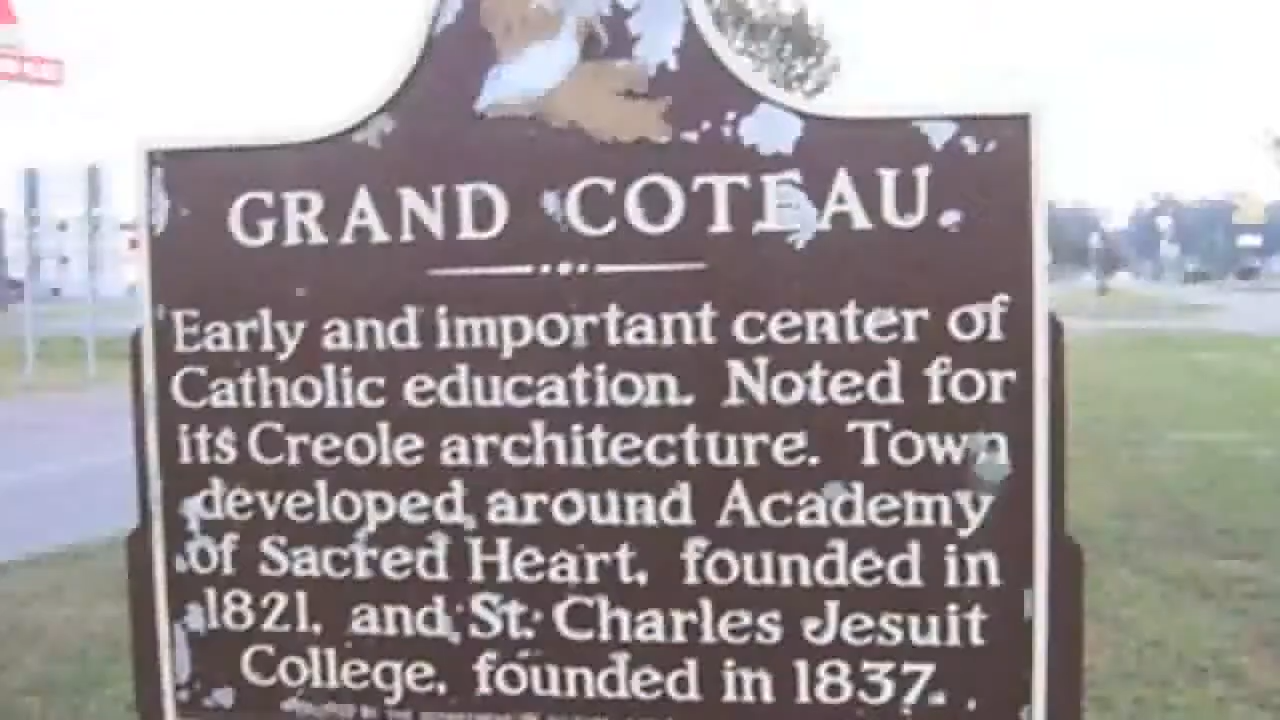 GRAND COTEAU
Early and important center of
Catholic education. Noted for
its Creole architecture. Town
developed around Academy
of Sacred Heart, founded in
1821, and St. Charles Jesuit
College, founded in 1837.